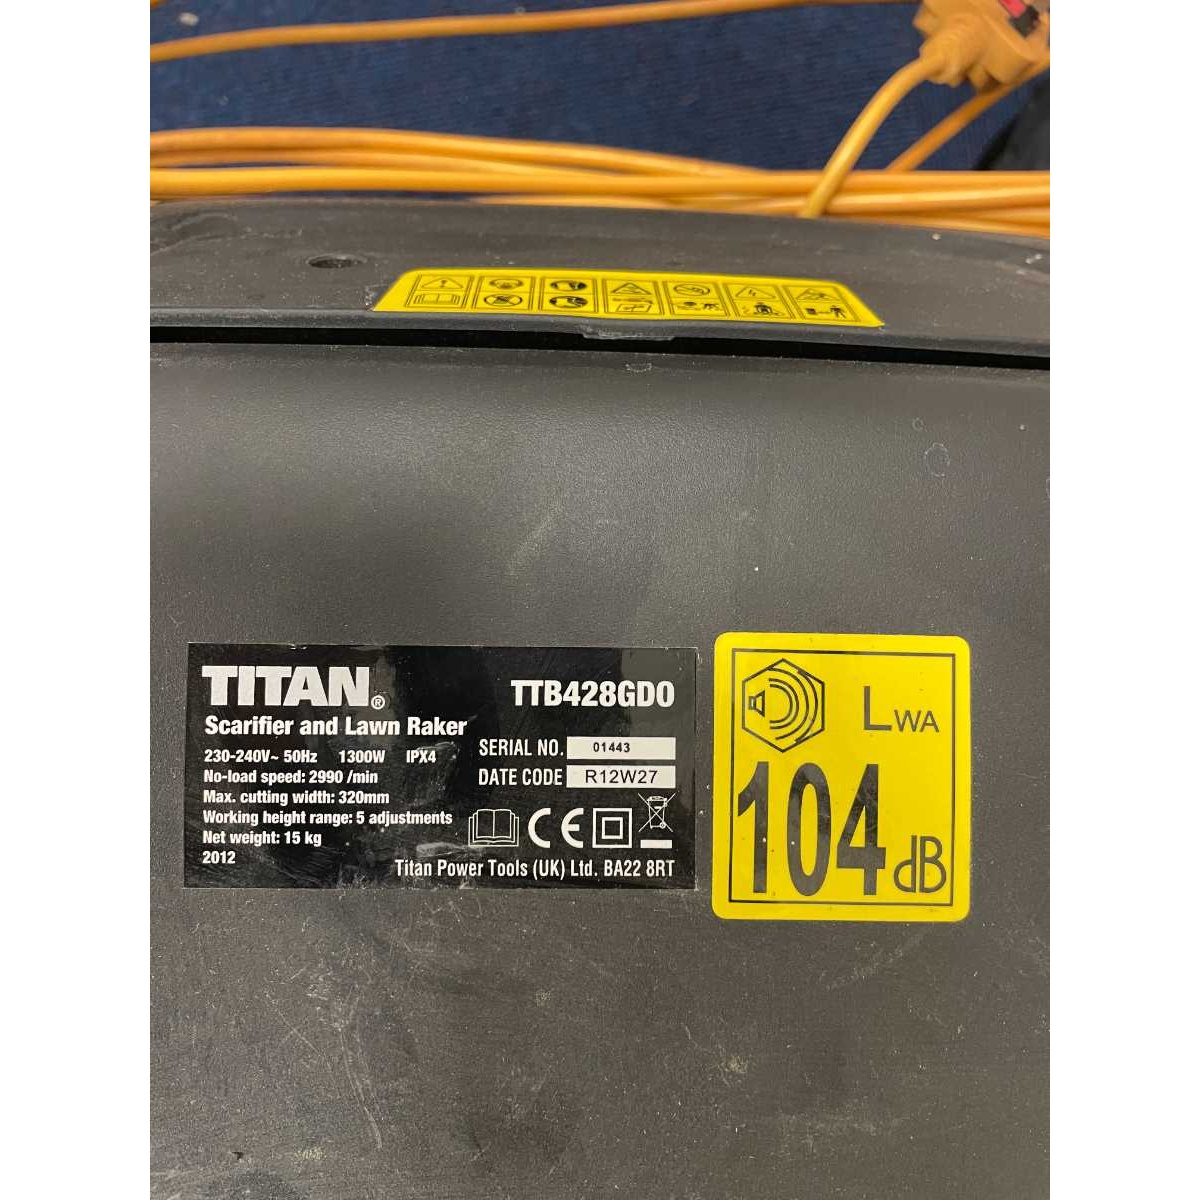 TITAN®
TTB428GDO
Scarifier and Lawn Raker
230-240V~ 50Hz 1300W IPX4
No-load speed: 2990 /min
Max. cutting width: 320mm
Working height range: 5 adjustments
Net weight: 15 kg
2012
SERIAL NO. 01443
DATE CODE R12W27
CE
Titan Power Tools (UK) Ltd. BA22 8RT
LWA
104 dB